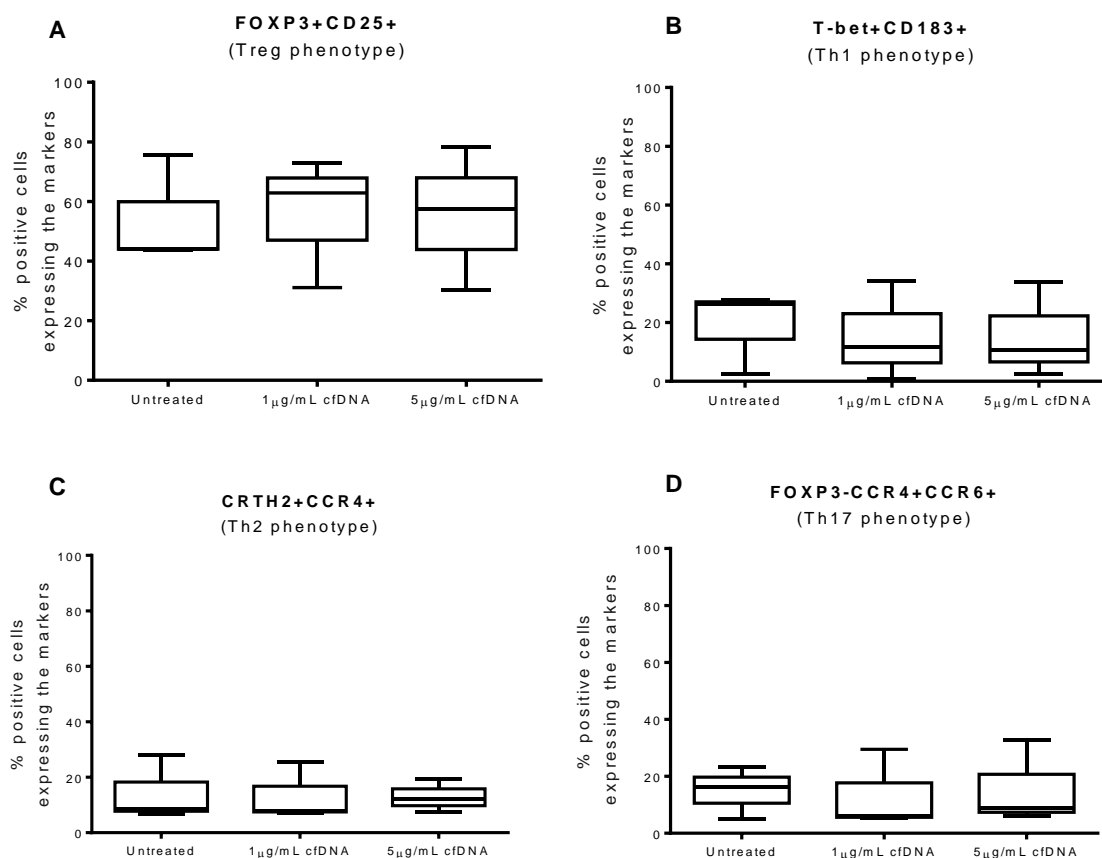 A
FOXP3+CD25+
(Treg phenotype)
% positive cells
expressing the markers
100
80
60
40
20
0
Untreated
1µg/mL cfDNA
5µg/mL cfDNA
B
T-bet+CD183+
(Th1 phenotype)
% positive cells
expressing the markers
100
80
60
40
20
0
Untreated
1µg/mL cfDNA
5µg/mL cfDNA
C
CRTH2+CCR4+
(Th2 phenotype)
% positive cells
expressing the markers
100
80
60
40
20
0
Untreated
1µg/mL cfDNA
5µg/mL cfDNA
D
FOXP3-CCR4+CCR6+
(Th17 phenotype)
% positive cells
expressing the markers
100
80
60
40
20
0
Untreated
1µg/mL cfDNA
5µg/mL cfDNA